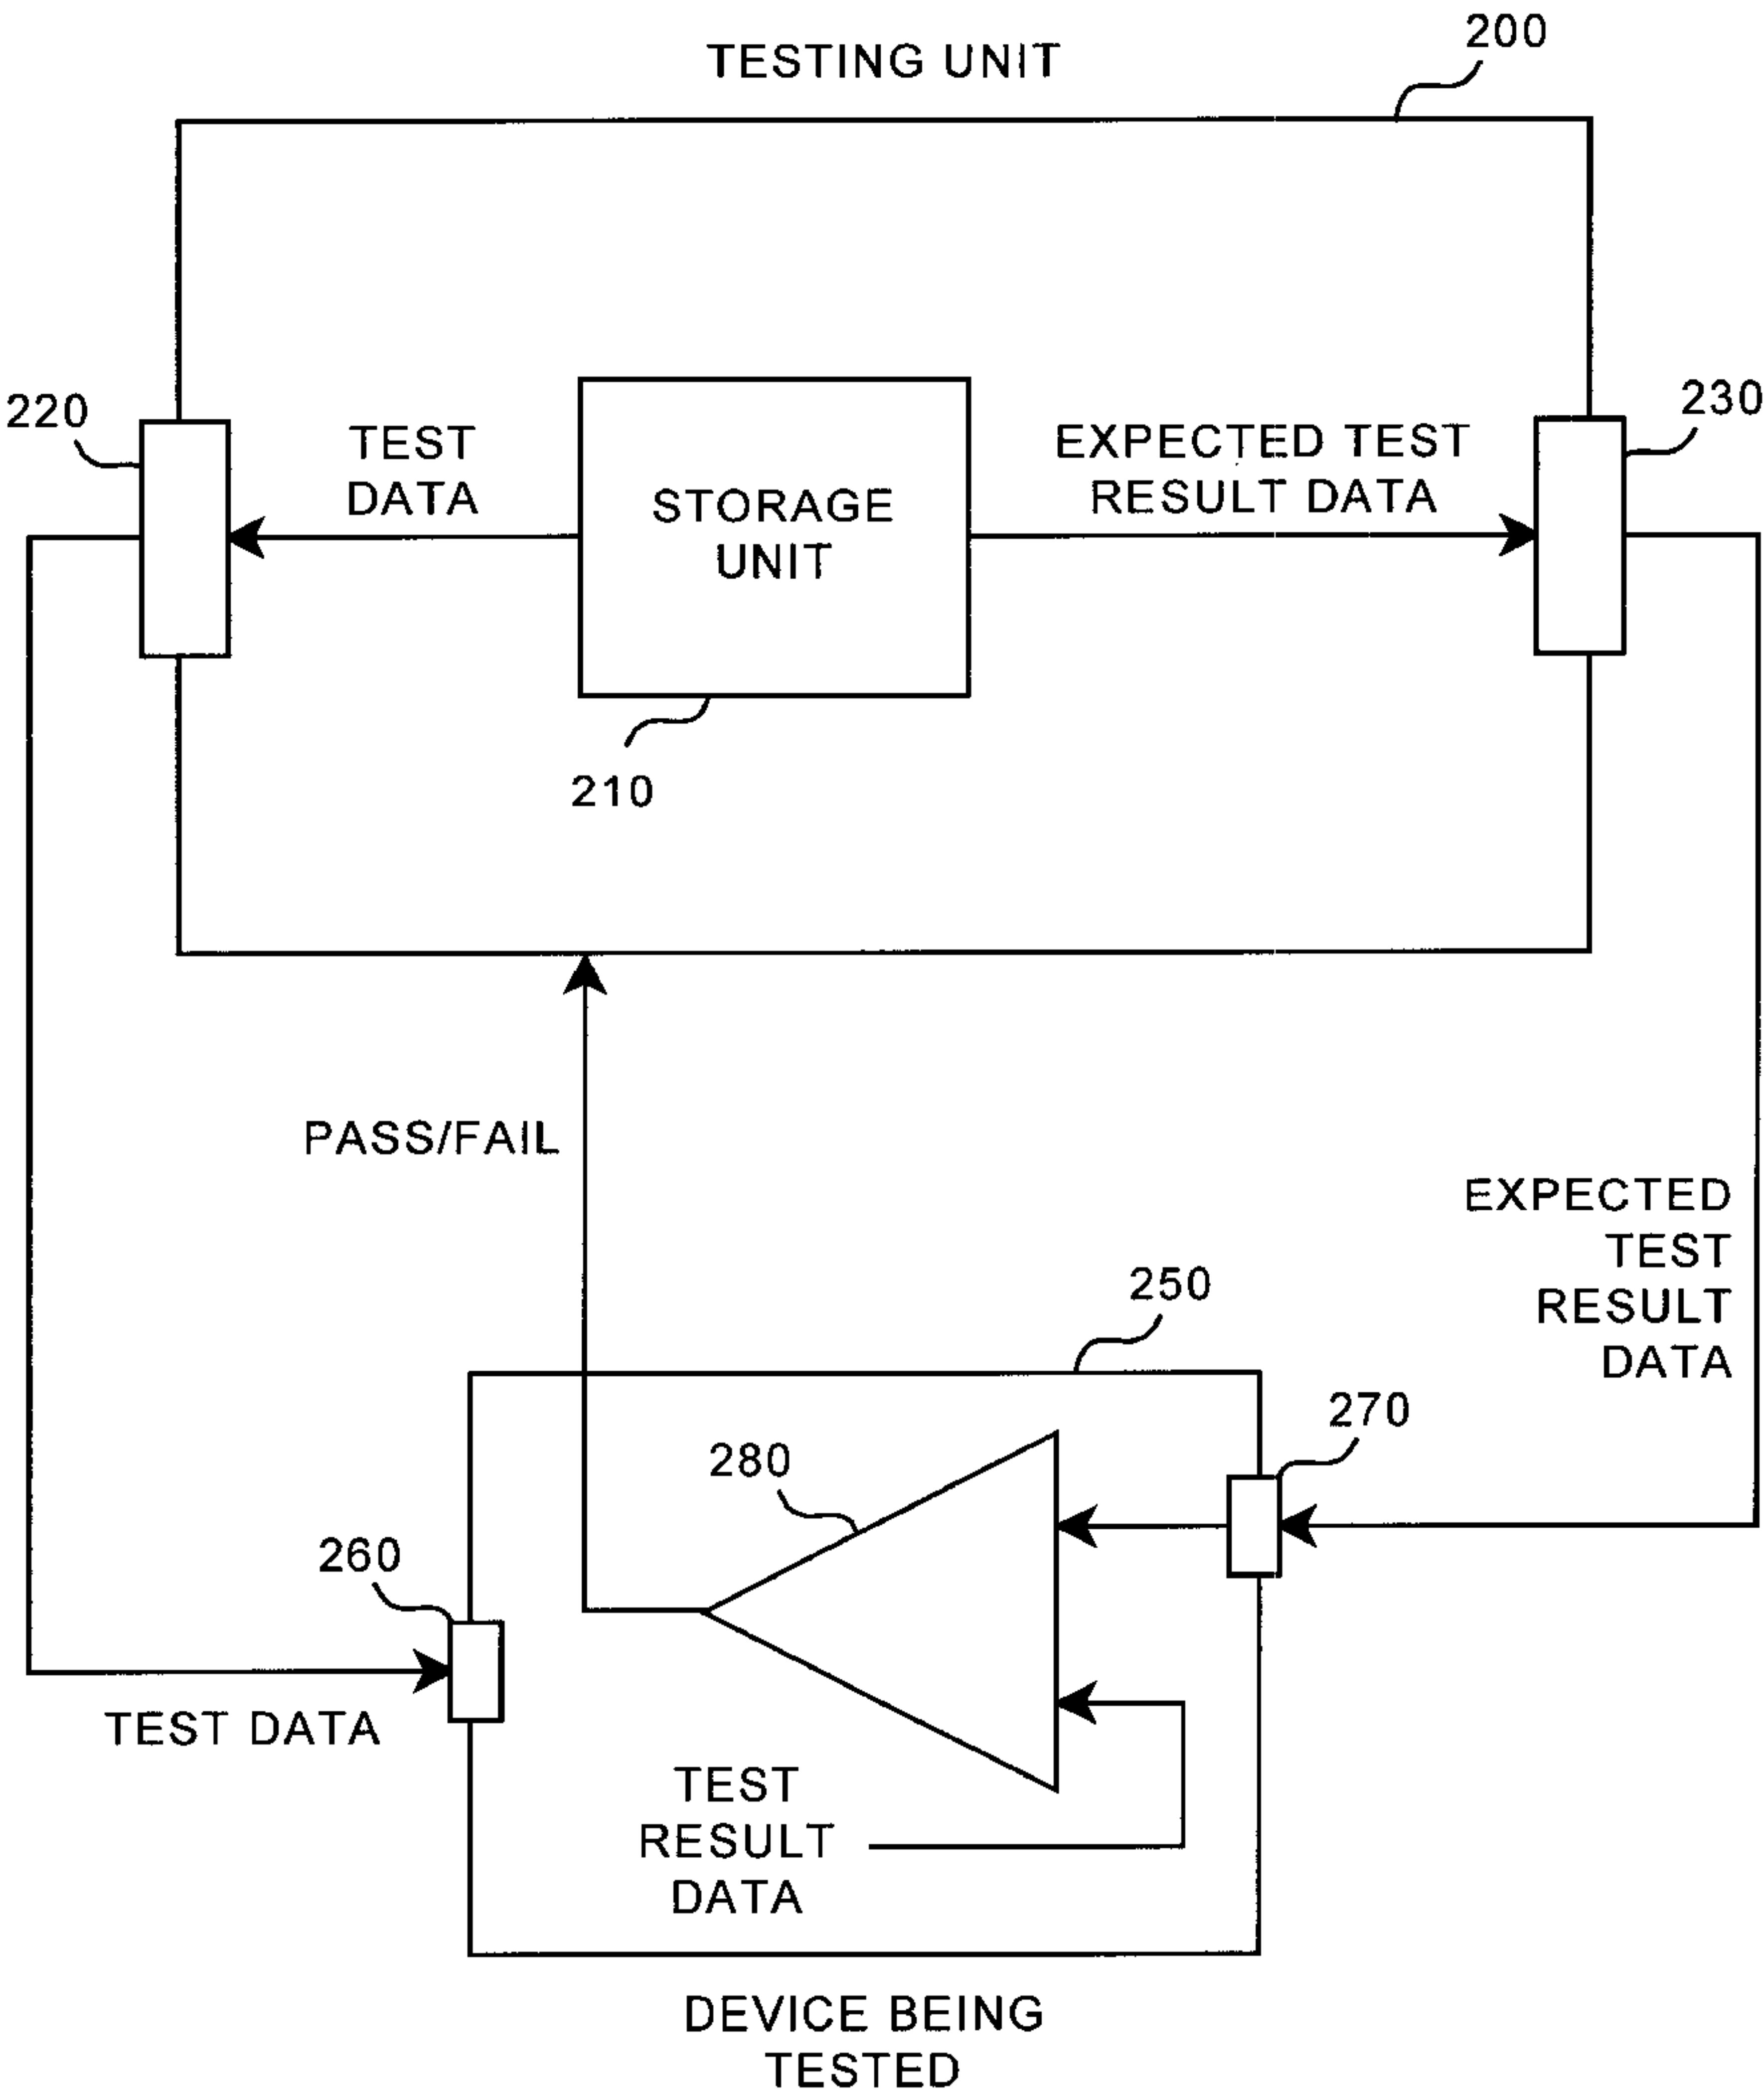 TESTING UNIT
200
220
TEST
DATA
STORAGE
UNIT
EXPECTED TEST
RESULT DATA
230
210
PASS/FAIL
EXPECTED
TEST
RESULT
DATA
250
270
280
260
TEST DATA
TEST
RESULT
DATA
DEVICE BEING
TESTED